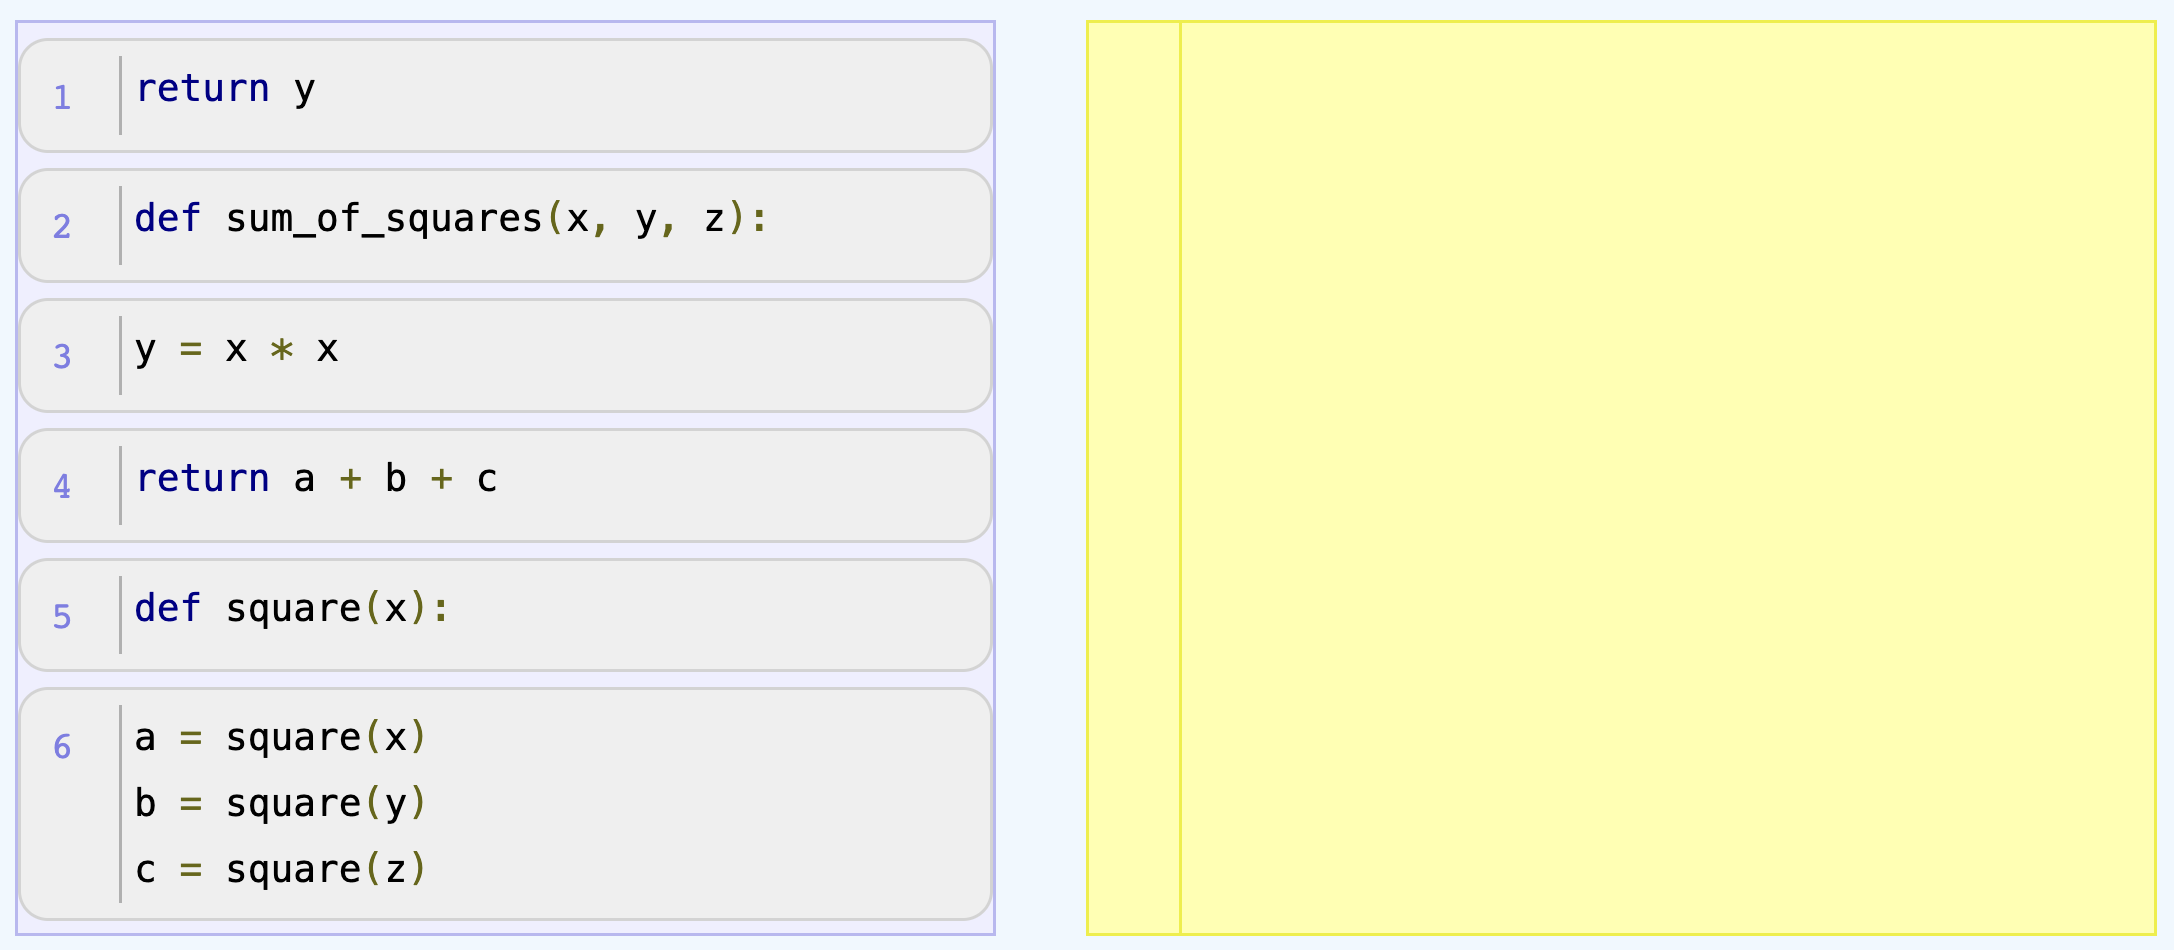 1 return y
2 def sum_of_squares(x, y, z):
3 y = x * x
4 return a + b + c
5 def square(x):
6 a = square(x)
b = square(y)
c = square(z)